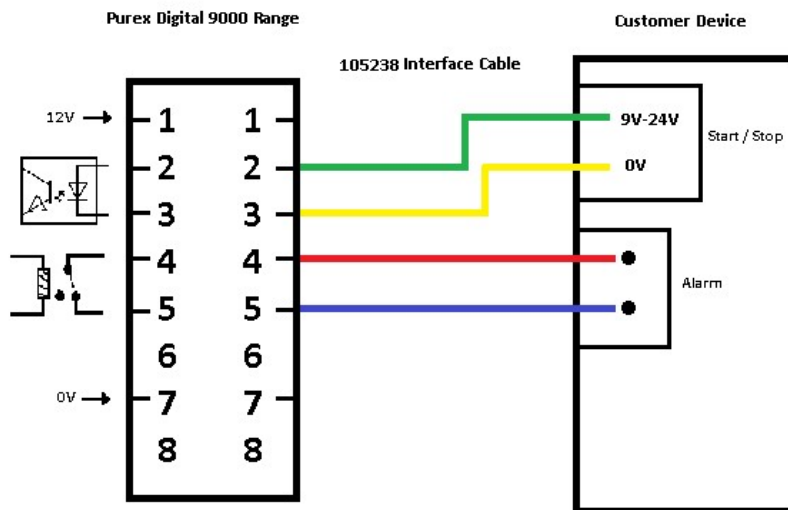 Purex Digital 9000 Range
Customer Device
105238 Interface Cable
12V
1 1
9V-24V
Start / Stop
2 2
0V
3 3
4 4
Alarm
5 5
6 6
0V
7 7
8 8